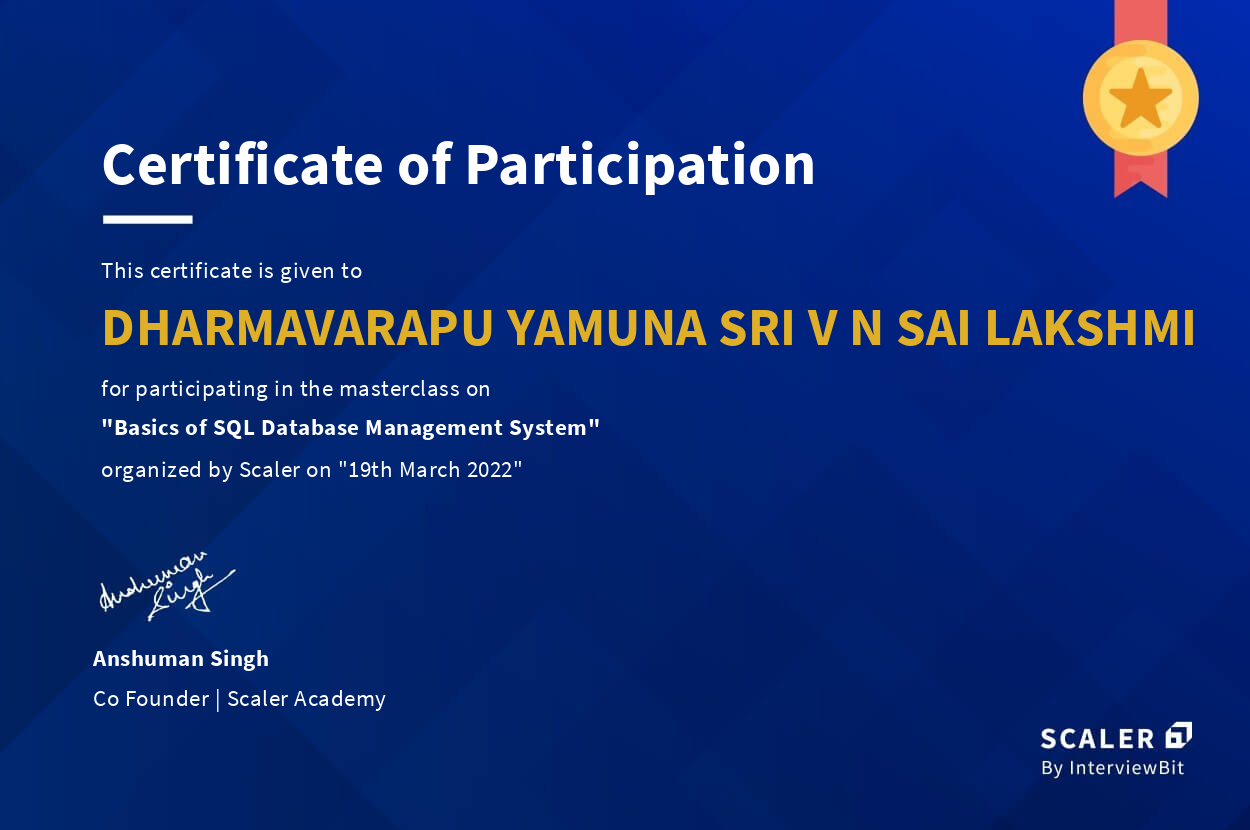 Certificate of Participation
This certificate is given to
DHARMAVARAPU YAMUNA SRI V N SAI LAKSHMI
for participating in the masterclass on
"Basics of SQL Database Management System"
organized by Scaler on "19th March 2022"
Anshuman
Singh
Anshuman Singh
Co Founder | Scaler Academy
SCALER
By InterviewBit